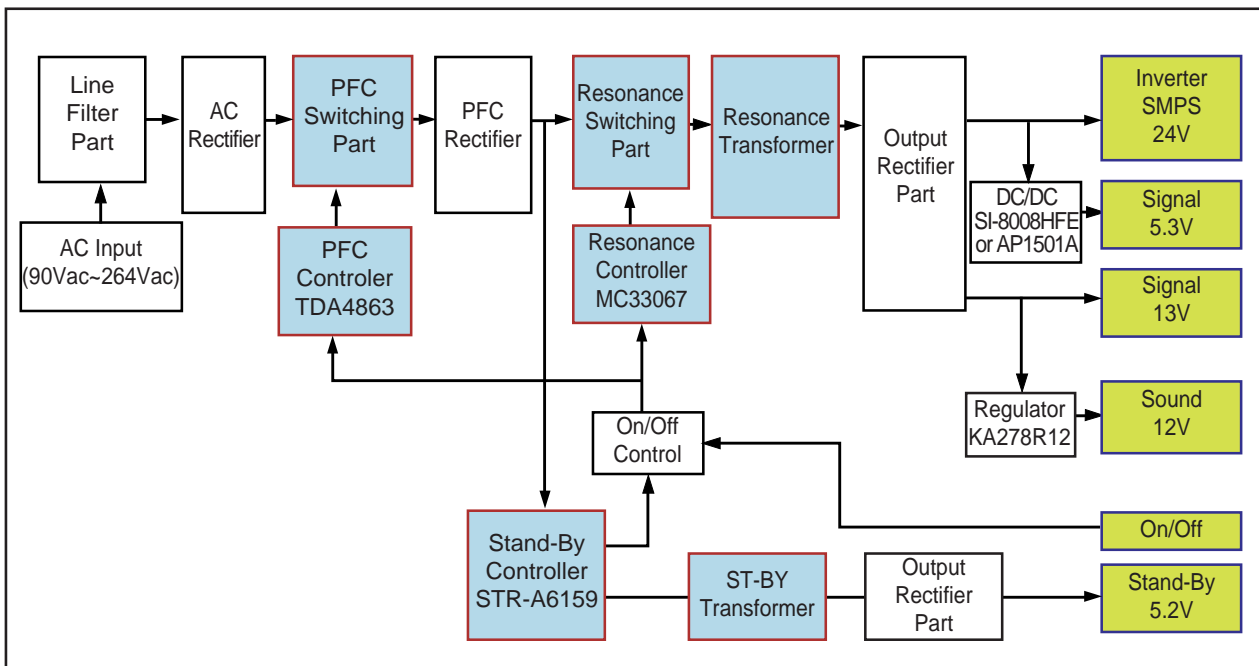 Line
Filter
Part
AC
Rectifier
PFC
Switching
Part
PFC
Rectifier
Resonance
Switching
Part
Resonance
Transformer
Output
Rectifier
Part
Inverter
SMPS
24V
AC Input
(90Vac~264Vac)
PFC
Controler
TDA4863
Resonance
Controller
MC33067
DC/DC
SI-8008HFE
or AP1501A
Signal
5.3V
Signal
13V
On/Off
Control
Regulator
KA278R12
Sound
12V
On/Off
Stand-By
Controller
STR-A6159
ST-BY
Transformer
Output
Rectifier
Part
Stand-By
5.2V